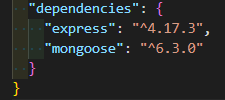 "dependencies": {
"express": "^4.17.3",
"mongoose": "^6.3.0"
}
}